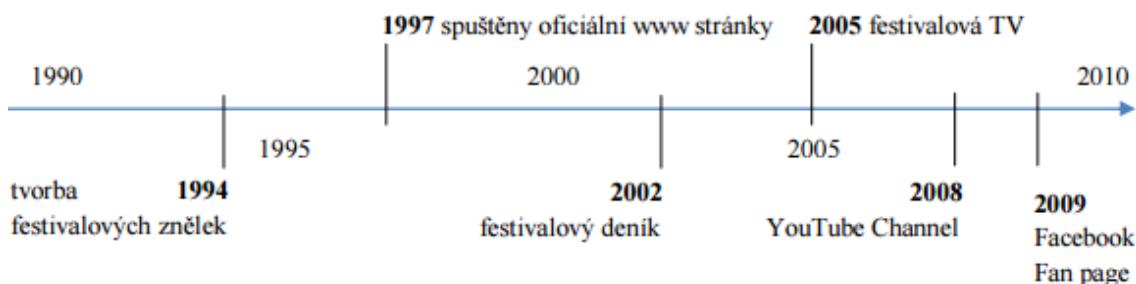 1997 spuštěny oficiální www stránky
2005 festivalová TV
1990
2000
2010
1995
2005
tvorba 1994
festivalových znělek
2002
festivalový deník
2008
YouTube Channel
2009
Facebook
Fan page